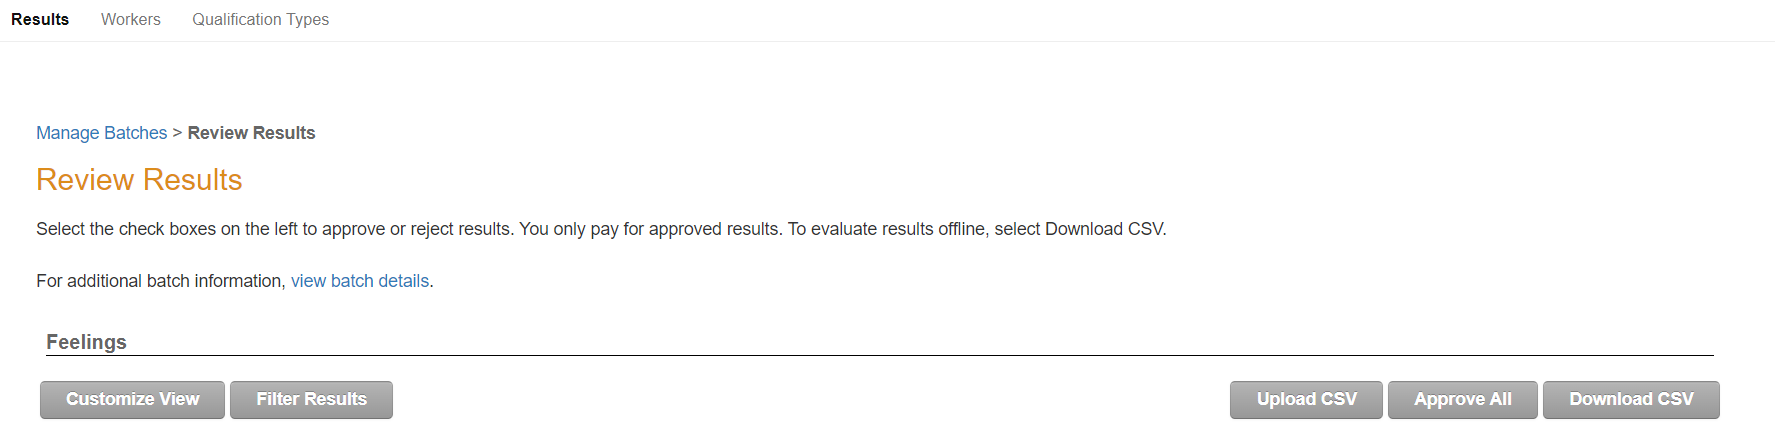 Results Workers Qualification Types
Manage Batches > Review Results
Review Results
Select the check boxes on the left to approve or reject results. You only pay for approved results. To evaluate results offline, select Download CSV.
For additional batch information, view batch details.
Feelings
Customize View Filter Results Upload CSV Approve All Download CSV